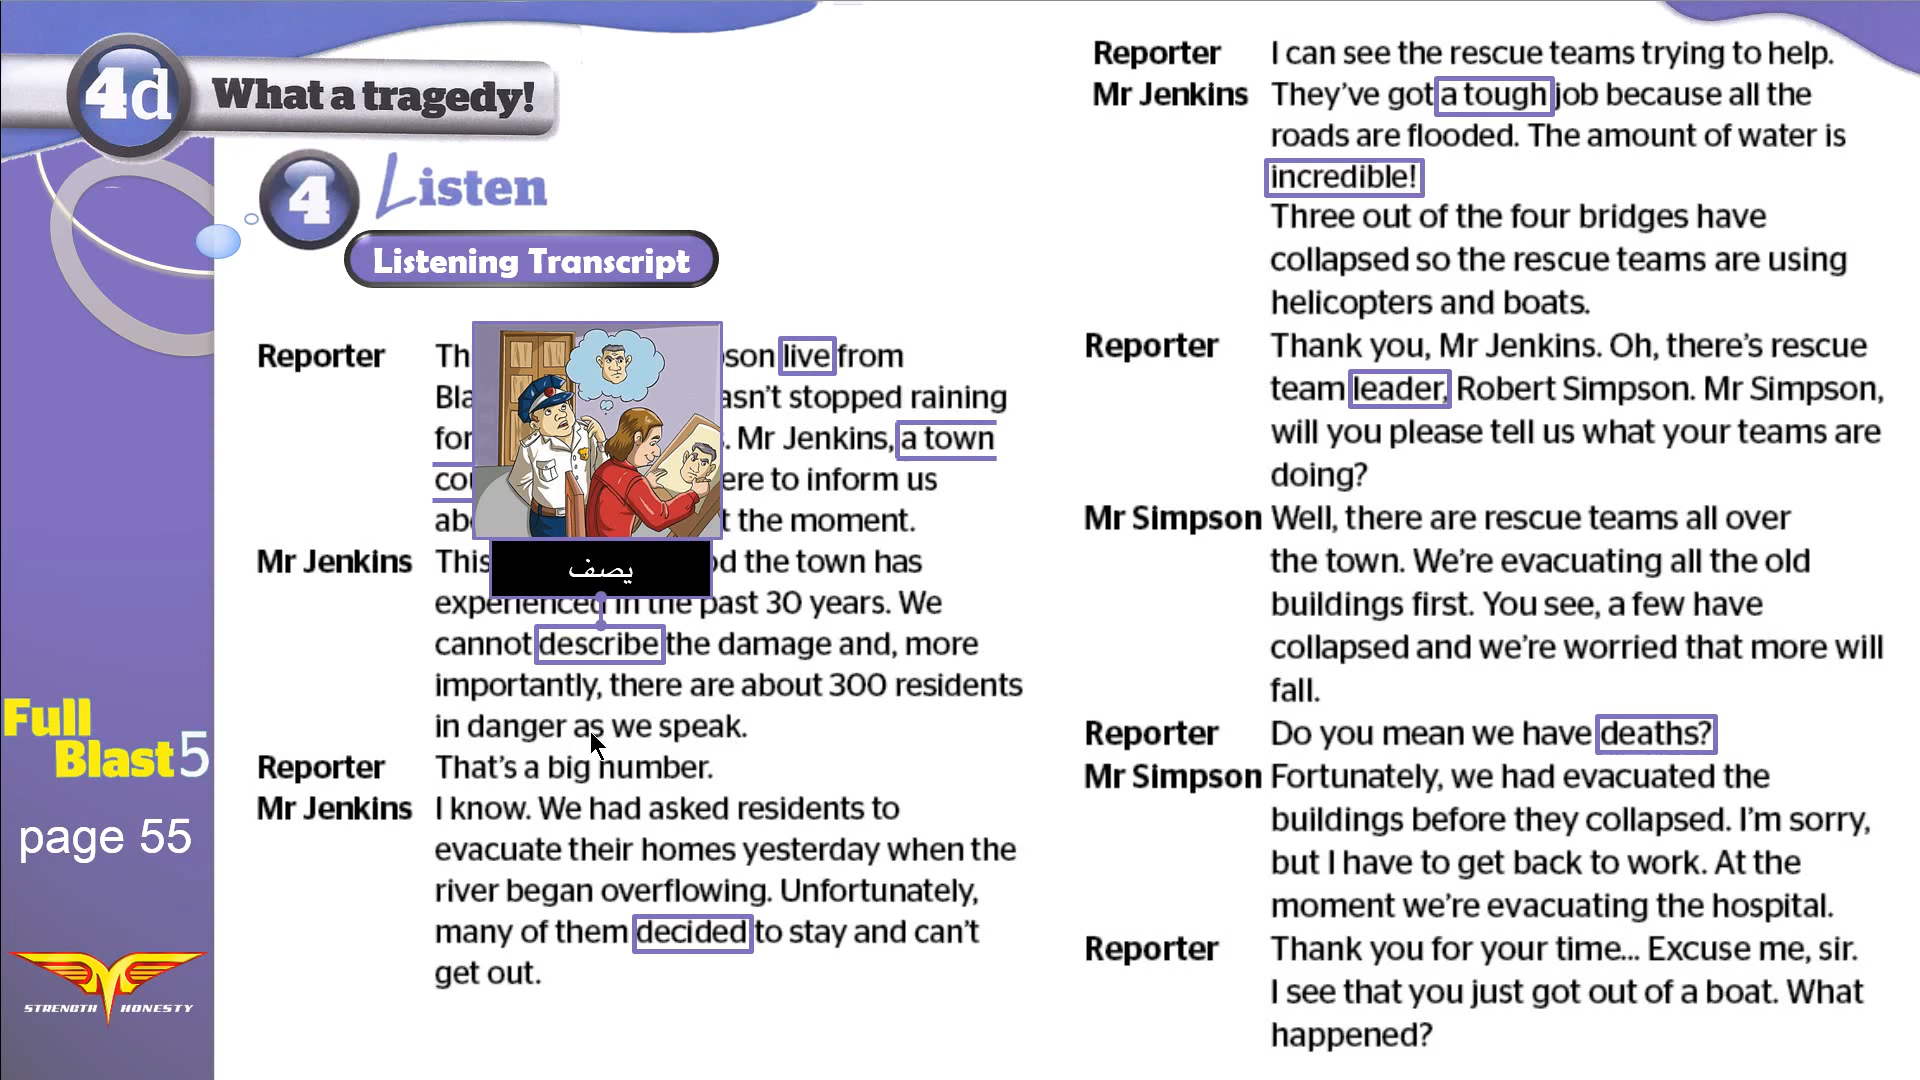 4d What a tragedy!
4 Listen
Listening Transcript
Reporter Th son live from
Bla asn't stopped raining
for . Mr Jenkins, a town
cou ere to inform us
abo t the moment.
Mr Jenkins This od the town has
experienced in the past 30 years. We
cannot describe the damage and, more
importantly, there are about 300 residents
in danger as we speak.
Reporter That's a big number.
Mr Jenkins I know. We had asked residents to
evacuate their homes yesterday when the
river began overflowing. Unfortunately,
many of them decided to stay and can't
get out.
يصف
Reporter I can see the rescue teams trying to help.
Mr Jenkins They've got a tough job because all the
roads are flooded. The amount of water is
incredible!
Three out of the four bridges have
collapsed so the rescue teams are using
helicopters and boats.
Reporter Thank you, Mr Jenkins. Oh, there's rescue
team leader, Robert Simpson. Mr Simpson,
will you please tell us what your teams are
doing?
Mr Simpson Well, there are rescue teams all over
the town. We're evacuating all the old
buildings first. You see, a few have
collapsed and we're worried that more will
fall.
Reporter Do you mean we have deaths?
Mr Simpson Fortunately, we had evacuated the
buildings before they collapsed. I'm sorry,
but I have to get back to work. At the
moment we're evacuating the hospital.
Reporter Thank you for your time... Excuse me, sir.
I see that you just got out of a boat. What
happened?
Full
Blast 5
page 55
STRENGTH HONESTY